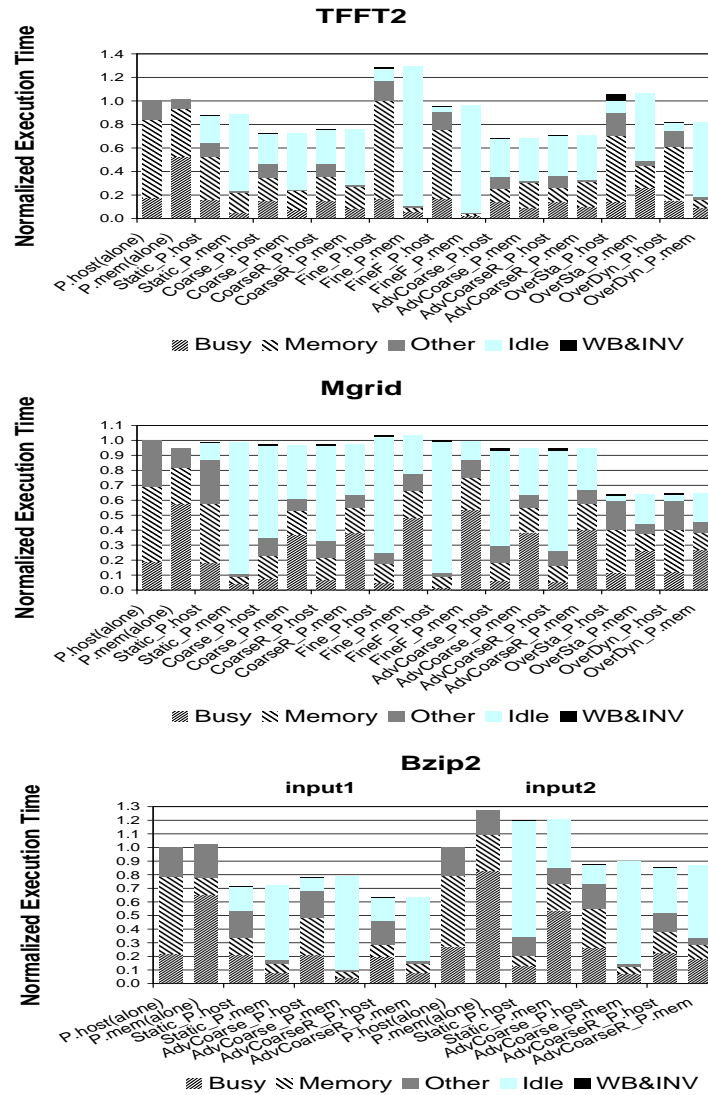 TFFT2
Normalized Execution Time
1.4
1.2
1.0
0.8
0.6
0.4
0.2
0.0
P.host(alone)
P.mem(alone)
Static_P.host
Static_P.mem
Coarse_P.host
Coarse_P.mem
CoarseR_P.host
CoarseR_P.mem
Fine_P.host
Fine_P.mem
FineF_P.host
FineF_P.mem
AdvCoarse_P.host
AdvCoarse_P.mem
AdvCoarseR_P.host
AdvCoarseR_P.mem
OverSta_P.host
OverSta_P.mem
OverDyn_P.host
OverDyn_P.mem
Busy Memory Other Idle WB&INV
Mgrid
Normalized Execution Time
1.1
1.0
0.9
0.8
0.7
0.6
0.5
0.4
0.3
0.2
0.1
0.0
P.host(alone)
P.mem(alone)
Static_P.host
Static_P.mem
Coarse_P.host
Coarse_P.mem
CoarseR_P.host
CoarseR_P.mem
Fine_P.host
Fine_P.mem
FineF_P.host
FineF_P.mem
AdvCoarse_P.host
AdvCoarse_P.mem
AdvCoarseR_P.host
AdvCoarseR_P.mem
OverSta_P.host
OverSta_P.mem
OverDyn_P.host
OverDyn_P.mem
Busy Memory Other Idle WB&INV
Bzip2
input1 input2
Normalized Execution Time
1.3
1.2
1.1
1.0
0.9
0.8
0.7
0.6
0.5
0.4
0.3
0.2
0.1
0.0
P.host(alone)
P.mem(alone)
Static_P.host
Static_P.mem
AdvCoarse_P.host
AdvCoarse_P.mem
AdvCoarseR_P.host
AdvCoarseR_P.mem
P.host(alone)
P.mem(alone)
Static_P.host
Static_P.mem
AdvCoarse_P.host
AdvCoarse_P.mem
AdvCoarseR_P.host
AdvCoarseR_P.mem
Busy Memory Other Idle WB&INV